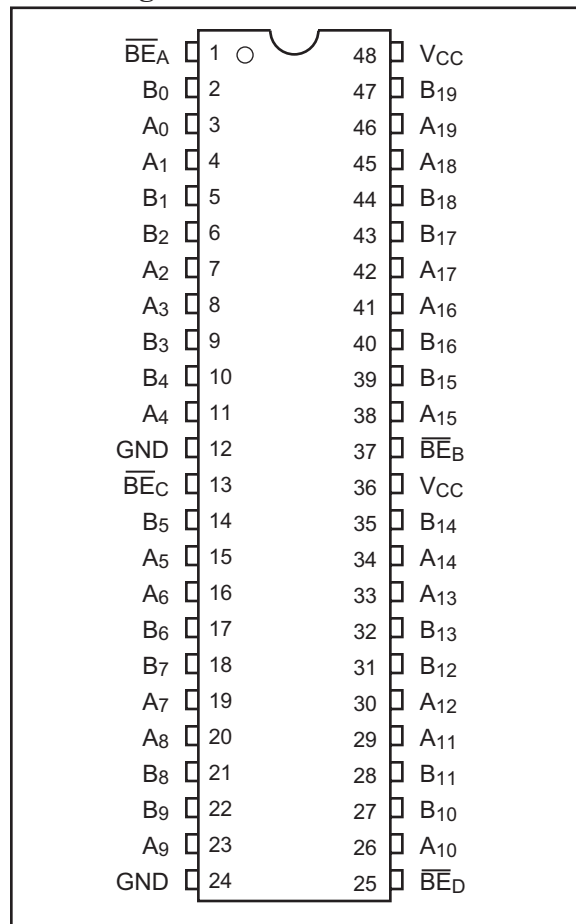 B̅E̅A 1 48 VCC
B0 2 47 B19
A0 3 46 A19
A1 4 45 A18
B1 5 44 B18
B2 6 43 B17
A2 7 42 A17
A3 8 41 A16
B3 9 40 B16
B4 10 39 B15
A4 11 38 A15
GND 12 37 B̅E̅B
B̅E̅C 13 36 VCC
B5 14 35 B14
A5 15 34 A14
A6 16 33 A13
B6 17 32 B13
B7 18 31 B12
A7 19 30 A12
A8 20 29 A11
B8 21 28 B11
B9 22 27 B10
A9 23 26 A10
GND 24 25 B̅E̅D